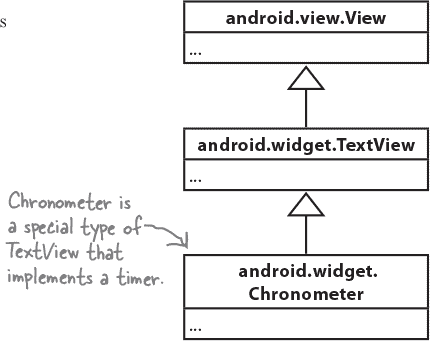 s
android.view.View
...
android.widget.TextView
...
Chronometer is
a special type of
TextView that
implements a timer.
android.widget.
Chronometer
...